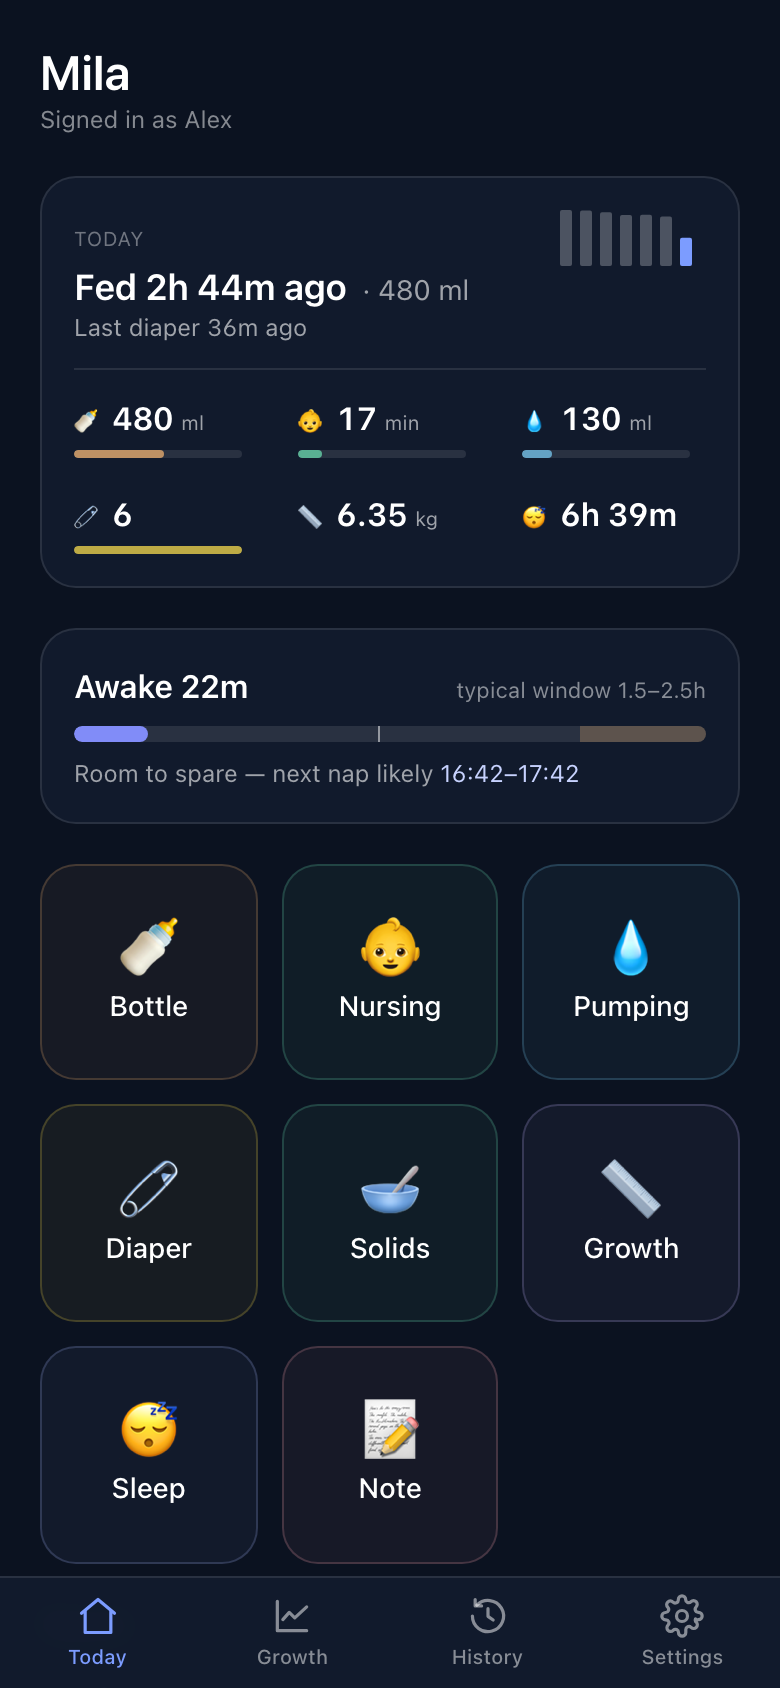 Mila
Signed in as Alex
TODAY
Fed 2h 44m ago · 480 ml
Last diaper 36m ago
480 ml
17 min
130 ml
6
6.35 kg
6h 39m
Awake 22m
typical window 1.5–2.5h
Room to spare — next nap likely 16:42–17:42
Bottle
Nursing
Pumping
Diaper
Solids
Growth
Sleep
Note
Today
Growth
History
Settings